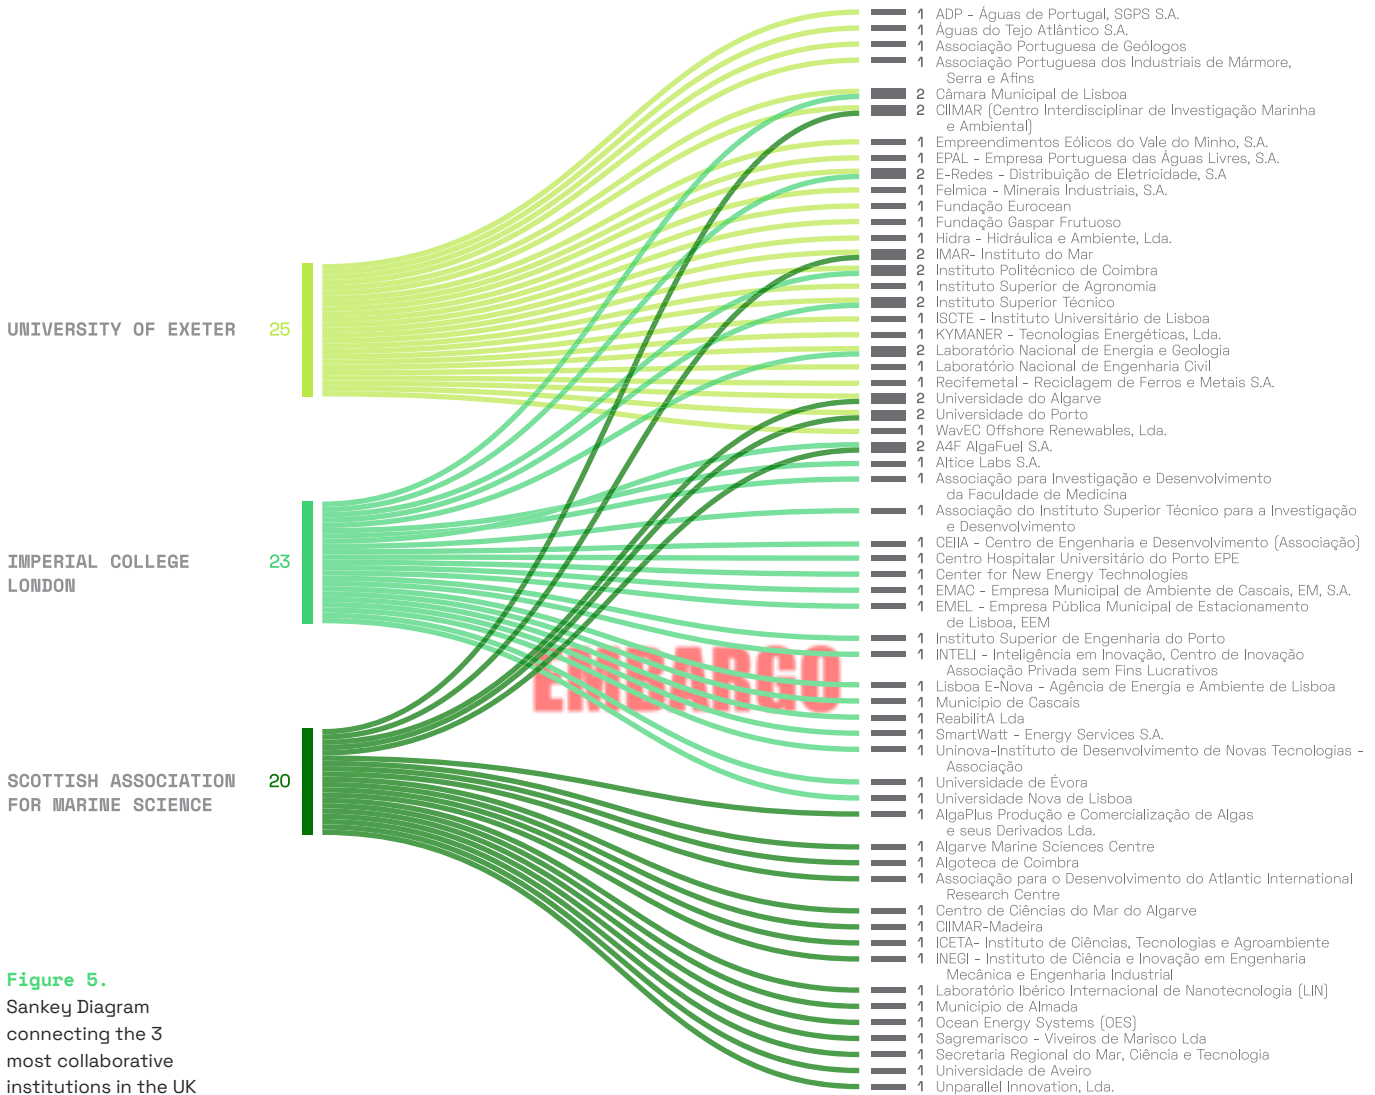 UNIVERSITY OF EXETER 25
IMPERIAL COLLEGE 23
LONDON
SCOTTISH ASSOCIATION 20
FOR MARINE SCIENCE
1 ADP - Águas de Portugal, SGPS S.A.
1 Águas do Tejo Atlântico S.A.
1 Associação Portuguesa de Geólogos
1 Associação Portuguesa dos Industriais de Mármore,
Serra e Afins
2 Câmara Municipal de Lisboa
2 CIIMAR (Centro Interdisciplinar de Investigação Marinha
e Ambiental)
1 Empreendimentos Eólicos do Vale do Minho, S.A.
1 EPAL - Empresa Portuguesa das Águas Livres, S.A.
2 E-Redes - Distribuição de Eletricidade, S.A
1 Felmica - Minerais Industriais, S.A.
1 Fundação Eurocean
1 Fundação Gaspar Frutuoso
1 Hidra - Hidráulica e Ambiente, Lda.
2 IMAR- Instituto do Mar
2 Instituto Politécnico de Coimbra
1 Instituto Superior de Agronomia
2 Instituto Superior Técnico
1 ISCTE - Instituto Universitário de Lisboa
1 KYMANER - Tecnologias Energéticas, Lda.
2 Laboratório Nacional de Energia e Geologia
1 Laboratório Nacional de Engenharia Civil
1 Recifemetal - Reciclagem de Ferros e Metais S.A.
2 Universidade do Algarve
2 Universidade do Porto
1 WavEC Offshore Renewables, Lda.
2 A4F AlgaFuel S.A.
1 Altice Labs S.A.
1 Associação para Investigação e Desenvolvimento
da Faculdade de Medicina
1 Associação do Instituto Superior Técnico para a Investigação
e Desenvolvimento
1 CEIIA - Centro de Engenharia e Desenvolvimento (Associação)
1 Centro Hospitalar Universitário do Porto EPE
1 Center for New Energy Technologies
1 EMAC - Empresa Municipal de Ambiente de Cascais, EM, S.A.
1 EMEL - Empresa Pública Municipal de Estacionamento
de Lisboa, EEM
1 Instituto Superior de Engenharia do Porto
1 INTELI - Inteligência em Inovação, Centro de Inovação
Associação Privada sem Fins Lucrativos
1 Lisboa E-Nova - Agência de Energia e Ambiente de Lisboa
1 Município de Cascais
1 ReabilitA Lda
1 SmartWatt - Energy Services S.A.
1 Uninova-Instituto de Desenvolvimento de Novas Tecnologias -
Associação
1 Universidade de Évora
1 Universidade Nova de Lisboa
1 AlgaPlus Produção e Comercialização de Algas
e seus Derivados Lda.
1 Algarve Marine Sciences Centre
1 Algoteca de Coimbra
1 Associação para o Desenvolvimento do Atlantic International
Research Centre
1 Centro de Ciências do Mar do Algarve
1 CIIMAR-Madeira
1 ICETA- Instituto de Ciências, Tecnologias e Agroambiente
1 INEGI - Instituto de Ciência e Inovação em Engenharia
Mecânica e Engenharia Industrial
1 Laboratório Ibérico Internacional de Nanotecnologia (LIN)
1 Município de Almada
1 Ocean Energy Systems (OES)
1 Sagremarisco - Viveiros de Marisco Lda
1 Secretaria Regional do Mar, Ciência e Tecnologia
1 Universidade de Aveiro
1 Unparallel Innovation, Lda.
EMBARGO
Figure 5.
Sankey Diagram
connecting the 3
most collaborative
institutions in the UK